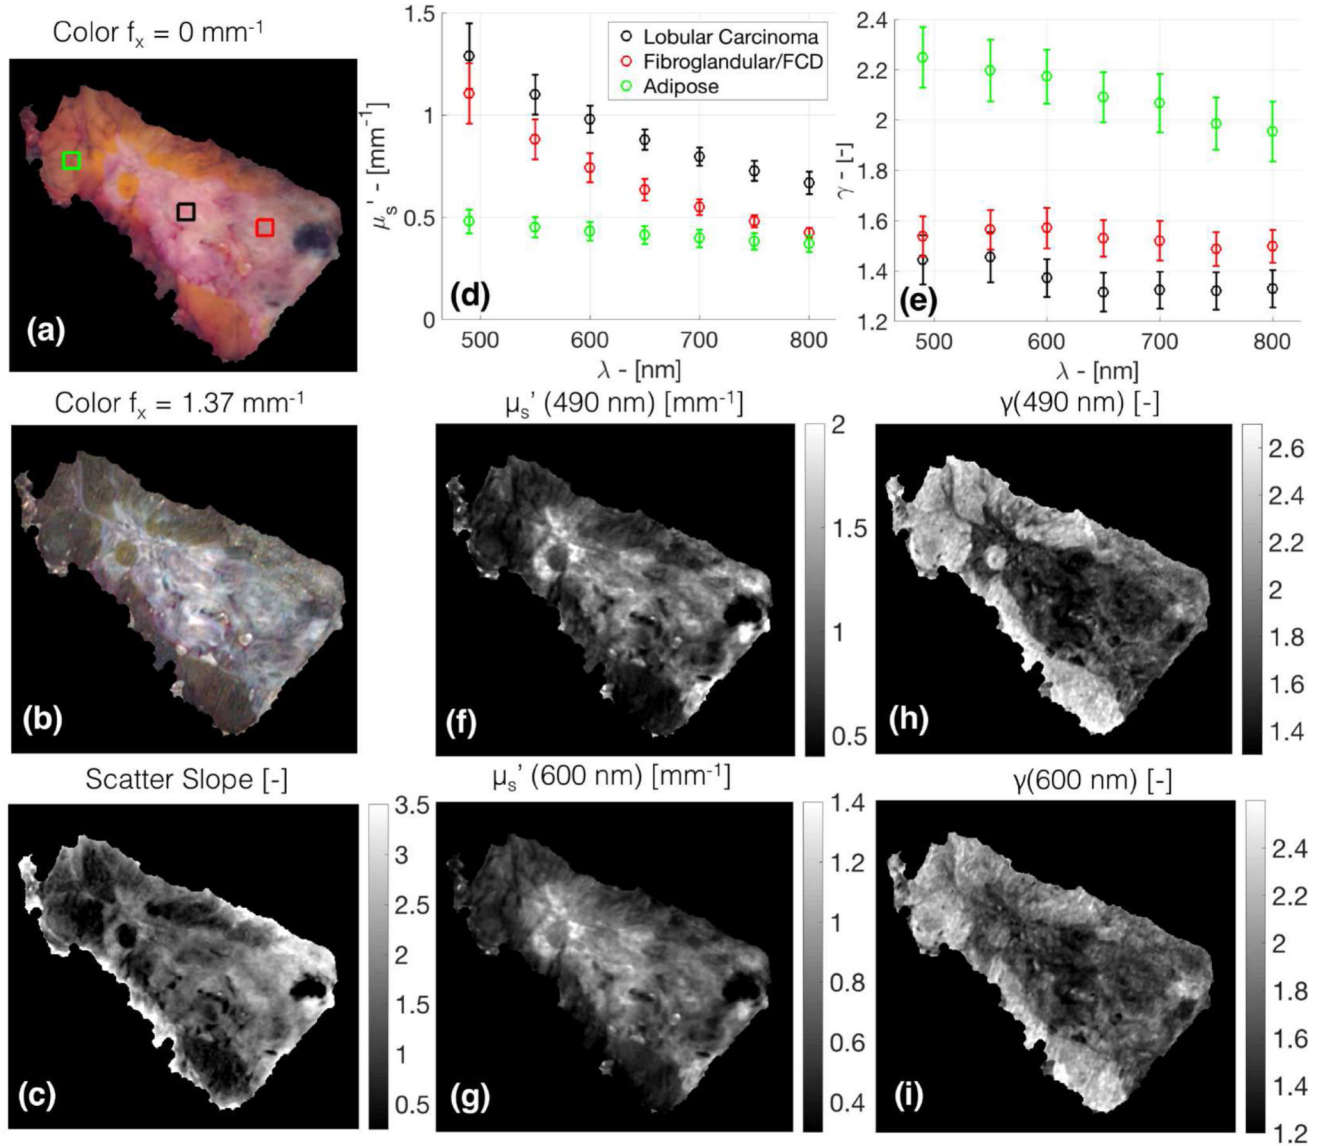 Color fx = 0 mm-1
(a)
1.5
1
0.5
0
μs' - [mm-1]
Lobular Carcinoma
Fibroglandular/FCD
Adipose
(d)
500 600 700 800
λ - [nm]
2.4
2.2
2
1.8
1.6
1.4
1.2
γ - [-]
(e)
500 600 700 800
λ - [nm]
Color fx = 1.37 mm-1
(b)
μs' (490 nm) [mm-1]
2
1.5
1
0.5
(f)
γ(490 nm) [-]
2.6
2.4
2.2
2
1.8
1.6
1.4
(h)
Scatter Slope [-]
3.5
3
2.5
2
1.5
1
0.5
(c)
μs' (600 nm) [mm-1]
1.4
1.2
1
0.8
0.6
0.4
(g)
γ(600 nm) [-]
2.4
2.2
2
1.8
1.6
1.4
1.2
(i)